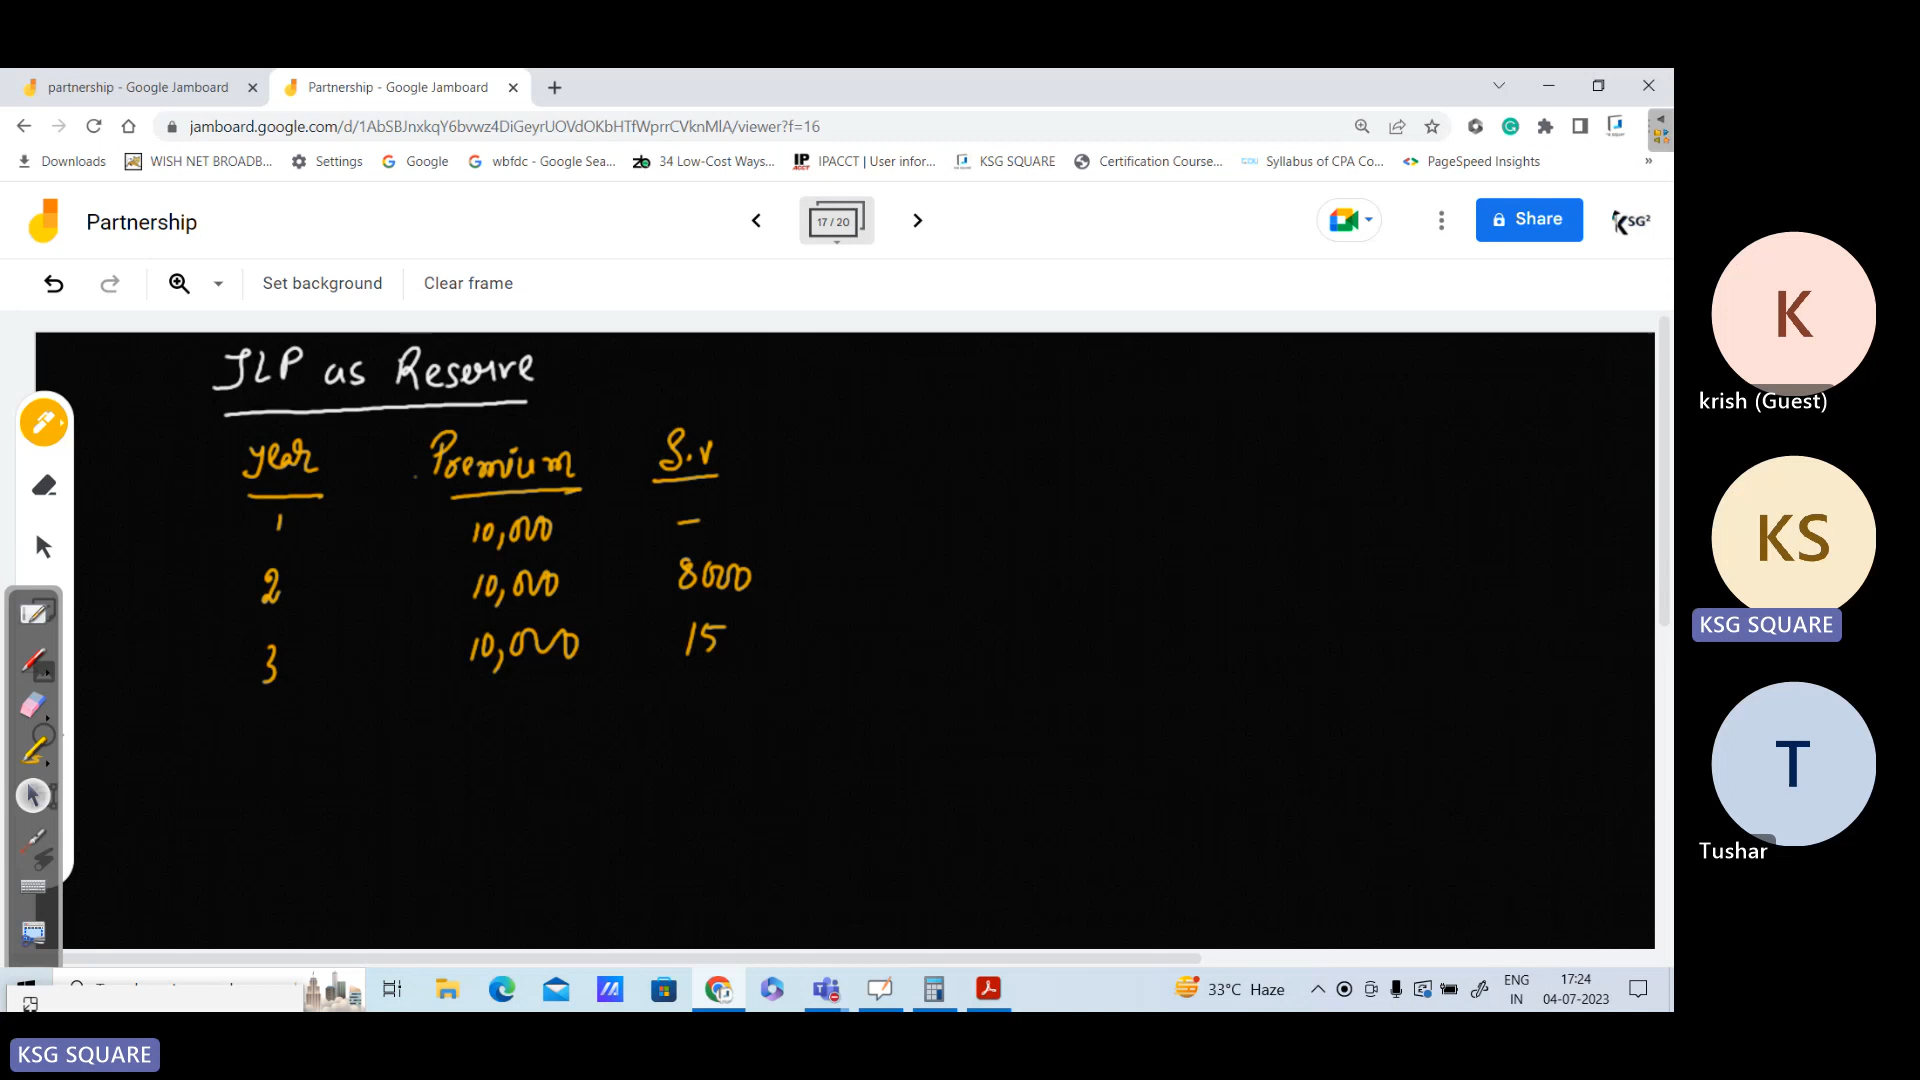 partnership - Google Jamboard
Partnership - Google Jamboard
jamboard.google.com/d/1AbSBJnxkqY6bvwz4DiGeyrUOVdOKbHTfWprrCVknMlA/viewer?f=16
Downloads WISH NET BROADB... Settings Google wbfdc - Google Sea... 34 Low-Cost Ways... IPACCT | User infor... KSG SQUARE Certification Course... Syllabus of CPA Co... PageSpeed Insights »
Partnership
17 / 20
Share
KSG²
Set background
Clear frame
JLP as Reserve
Year Premium S.V
1 10,000 -
2 10,000 8000
3 10,000 15
K
krish (Guest)
KS
KSG SQUARE
T
Tushar
33°C Haze
ENG
IN
17:24
04-07-2023
KSG SQUARE